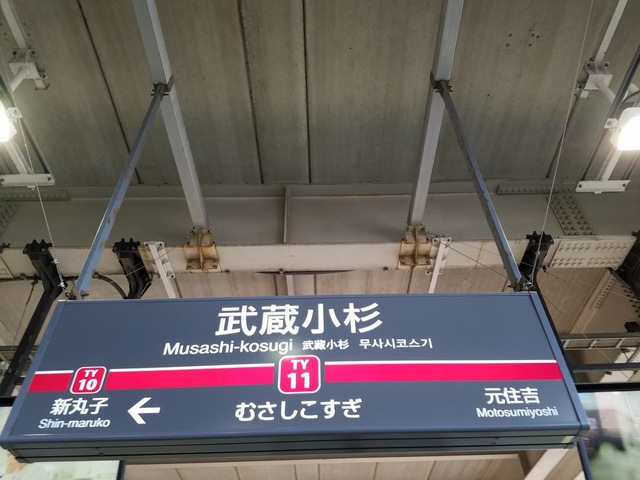 武蔵小杉
Musashi-kosugi 武蔵小杉 무사시코스기
TY
10
TY
11
新丸子
Shin-maruko
←
むさしこすぎ
元住吉
Motosumiyoshi